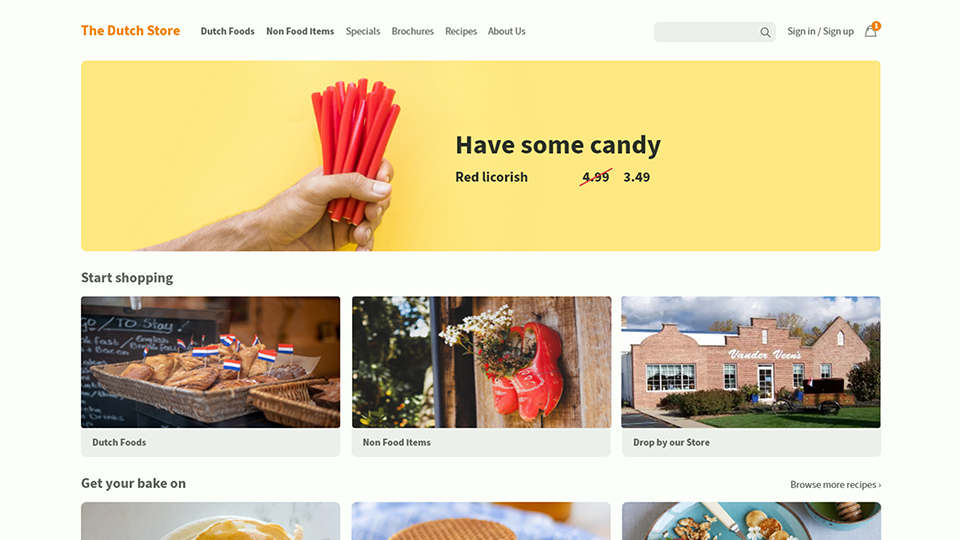 The Dutch Store
Dutch Foods
Non Food Items
Specials
Brochures
Recipes
About Us
Sign in / Sign up
1
Have some candy
Red licorish 4.99 3.49
Start shopping
GO / TO Stay!
Vander Veen's
Dutch Foods
Non Food Items
Drop by our Store
Get your bake on
Browse more recipes ›